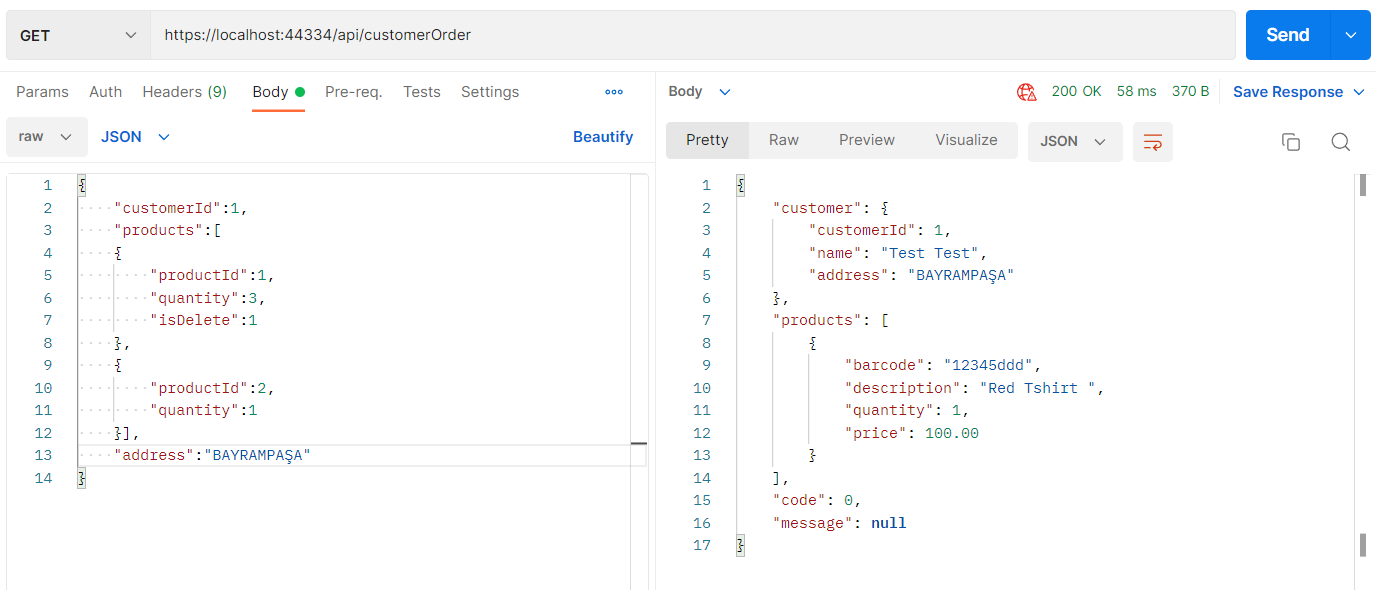 GET https://localhost:44334/api/customerOrder Send
Params Auth Headers (9) Body Pre-req. Tests Settings
raw JSON Beautify
1 {
2 "customerId":1,
3 "products":[
4 {
5 "productId":1,
6 "quantity":3,
7 "isDelete":1
8 },
9 {
10 "productId":2,
11 "quantity":1
12 }],
13 "address":"BAYRAMPAŞA"
14 }
Body 200 OK 58 ms 370 B Save Response
Pretty Raw Preview Visualize JSON
1 {
2 "customer": {
3 "customerId": 1,
4 "name": "Test Test",
5 "address": "BAYRAMPAŞA"
6 },
7 "products": [
8 {
9 "barcode": "12345ddd",
10 "description": "Red Tshirt ",
11 "quantity": 1,
12 "price": 100.00
13 }
14 ],
15 "code": 0,
16 "message": null
17 }